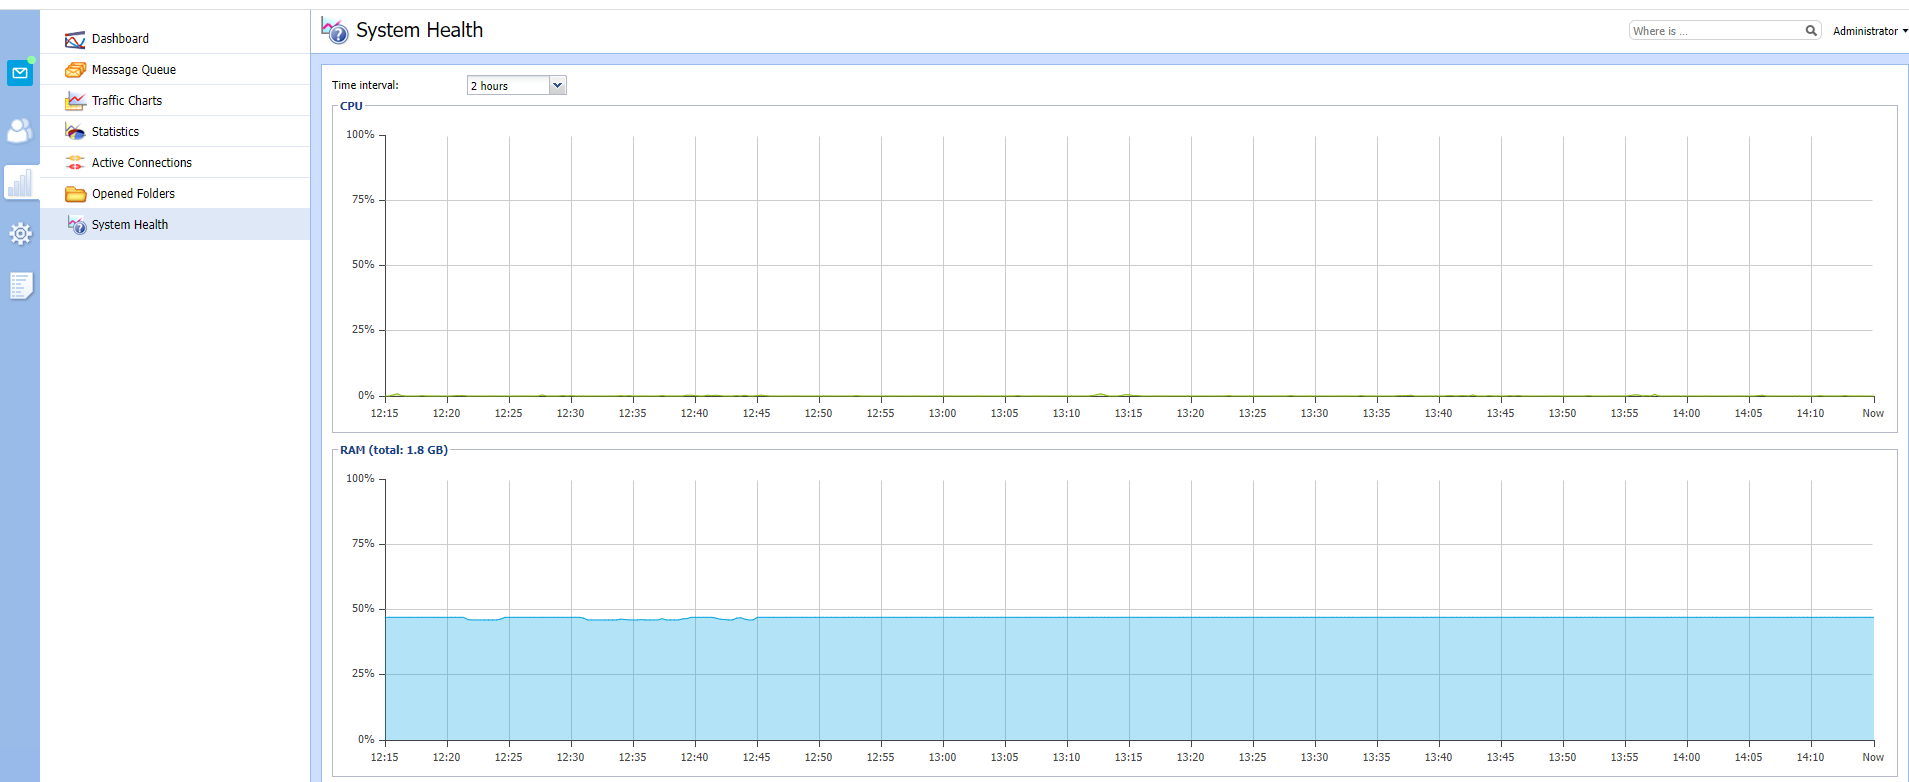 System Health
Where is ...
Administrator
Dashboard
Message Queue
Traffic Charts
Statistics
Active Connections
Opened Folders
System Health
Time interval:
2 hours
CPU
100%
75%
50%
25%
0%
12:15 12:20 12:25 12:30 12:35 12:40 12:45 12:50 12:55 13:00 13:05 13:10 13:15 13:20 13:25 13:30 13:35 13:40 13:45 13:50 13:55 14:00 14:05 14:10 Now
RAM (total: 1.8 GB)
100%
75%
50%
25%
0%
12:15 12:20 12:25 12:30 12:35 12:40 12:45 12:50 12:55 13:00 13:05 13:10 13:15 13:20 13:25 13:30 13:35 13:40 13:45 13:50 13:55 14:00 14:05 14:10 Now